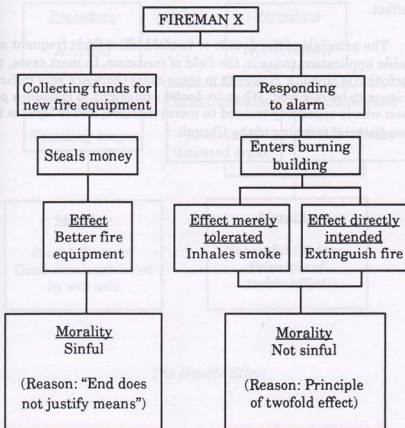 FIREMAN X
Collecting funds for
new fire equipment
Steals money
Effect
Better fire
equipment
Morality
Sinful
(Reason: “End does
not justify means”)
Responding
to alarm
Enters burning
building
Effect merely
tolerated
Inhales smoke
Effect directly
intended
Extinguish fire
Morality
Not sinful
(Reason: Principle
of twofold effect)